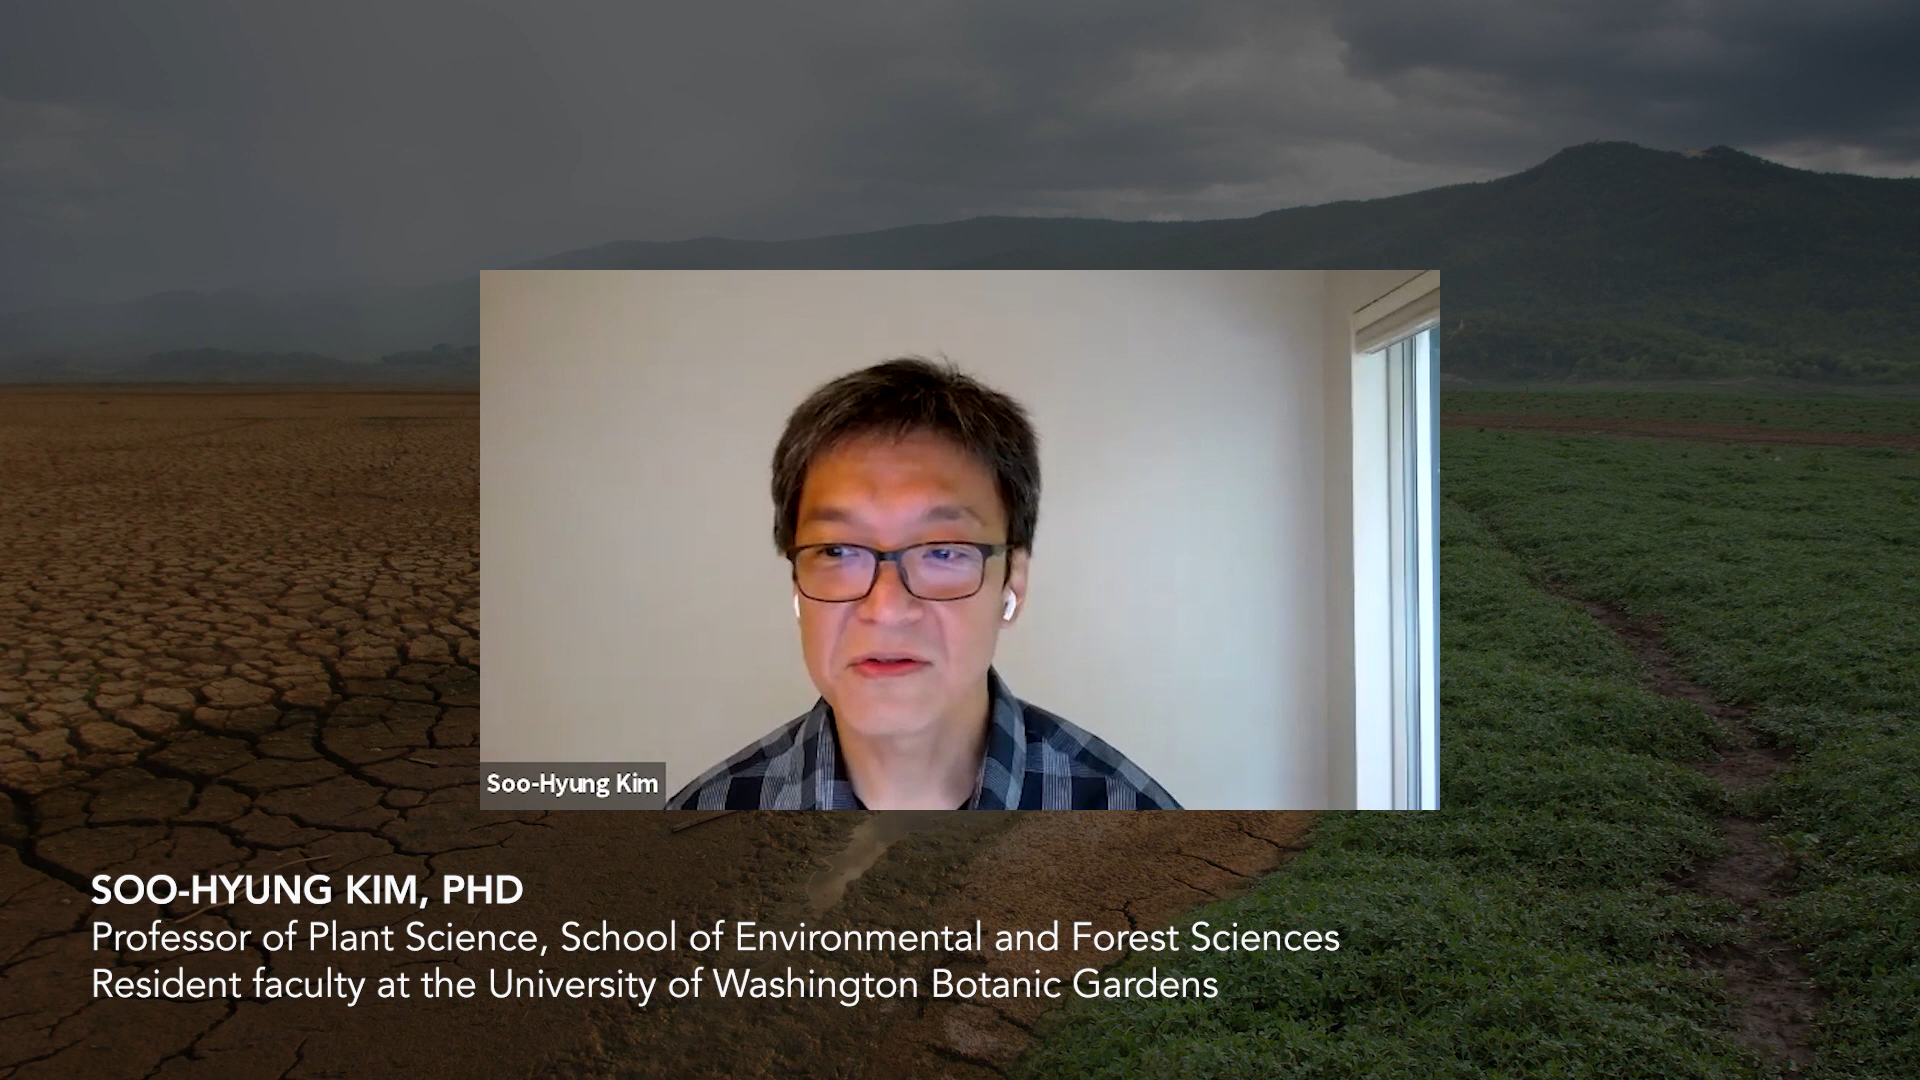 Soo-Hyung Kim
SOO-HYUNG KIM, PHD
Professor of Plant Science, School of Environmental and Forest Sciences
Resident faculty at the University of Washington Botanic Gardens